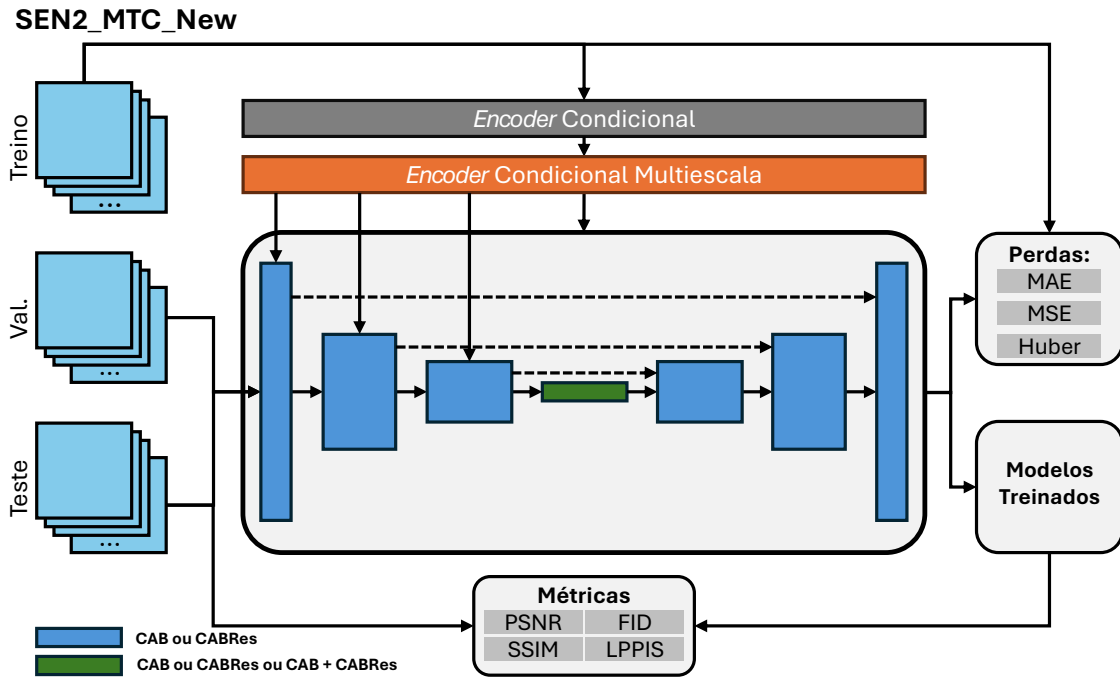 SEN2_MTC_New
Treino
...
Encoder Condicional
Encoder Condicional Multiescala
Val.
...
Perdas:
MAE
MSE
Huber
Teste
...
Modelos
Treinados
Métricas
PSNR FID
SSIM LPPIS
CAB ou CABRes
CAB ou CABRes ou CAB + CABRes